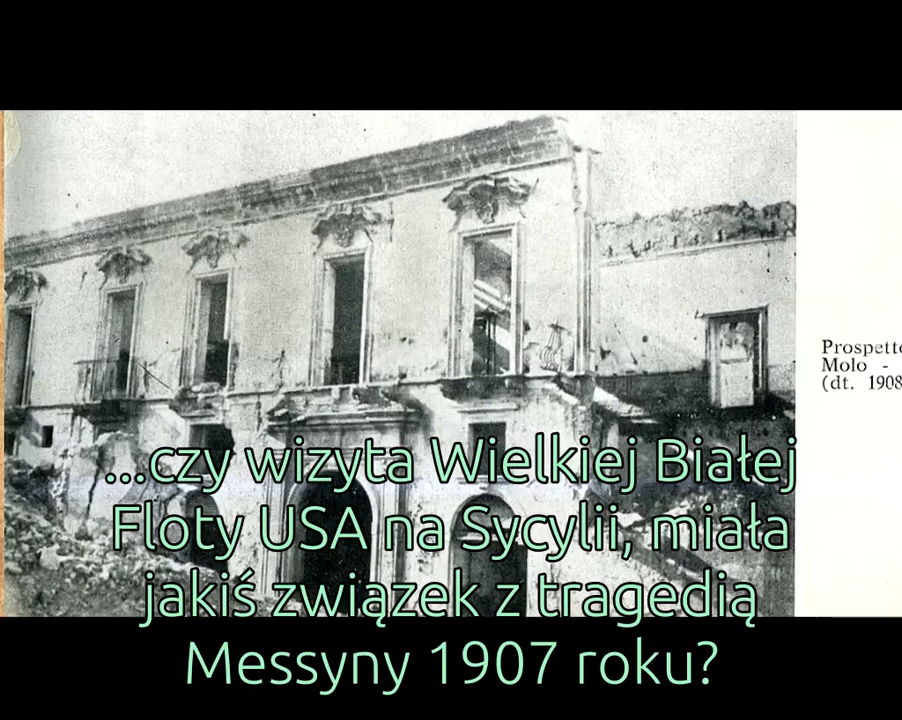 Prospetto
Molo -
(dt. 1908
...czy wizyta Wielkiej Białej
Floty USA na Sycylii, miała
jakiś związek z tragedią
Messyny 1907 roku?